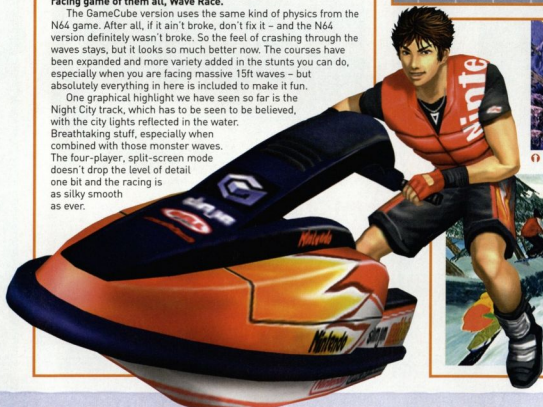 racing game of them all, Wave Race.
The GameCube version uses the same kind of physics from the
N64 game. After all, if it ain't broke, don't fix it – and the N64
version definitely wasn't broke. So the feel of crashing through the
waves stays, but it looks so much better now. The courses have
been expanded and more variety added in the stunts you can do,
especially when you are facing massive 15ft waves – but
absolutely everything in here is included to make it fun.
One graphical highlight we have seen so far is the
Night City track, which has to be seen to be believed,
with the city lights reflected in the water.
Breathtaking stuff, especially when
combined with those monster waves.
The four-player, split-screen mode
doesn't drop the level of detail
one bit and the racing is
as silky smooth
as ever.
Ninte
Nintendo
Nintendo
Nintendo